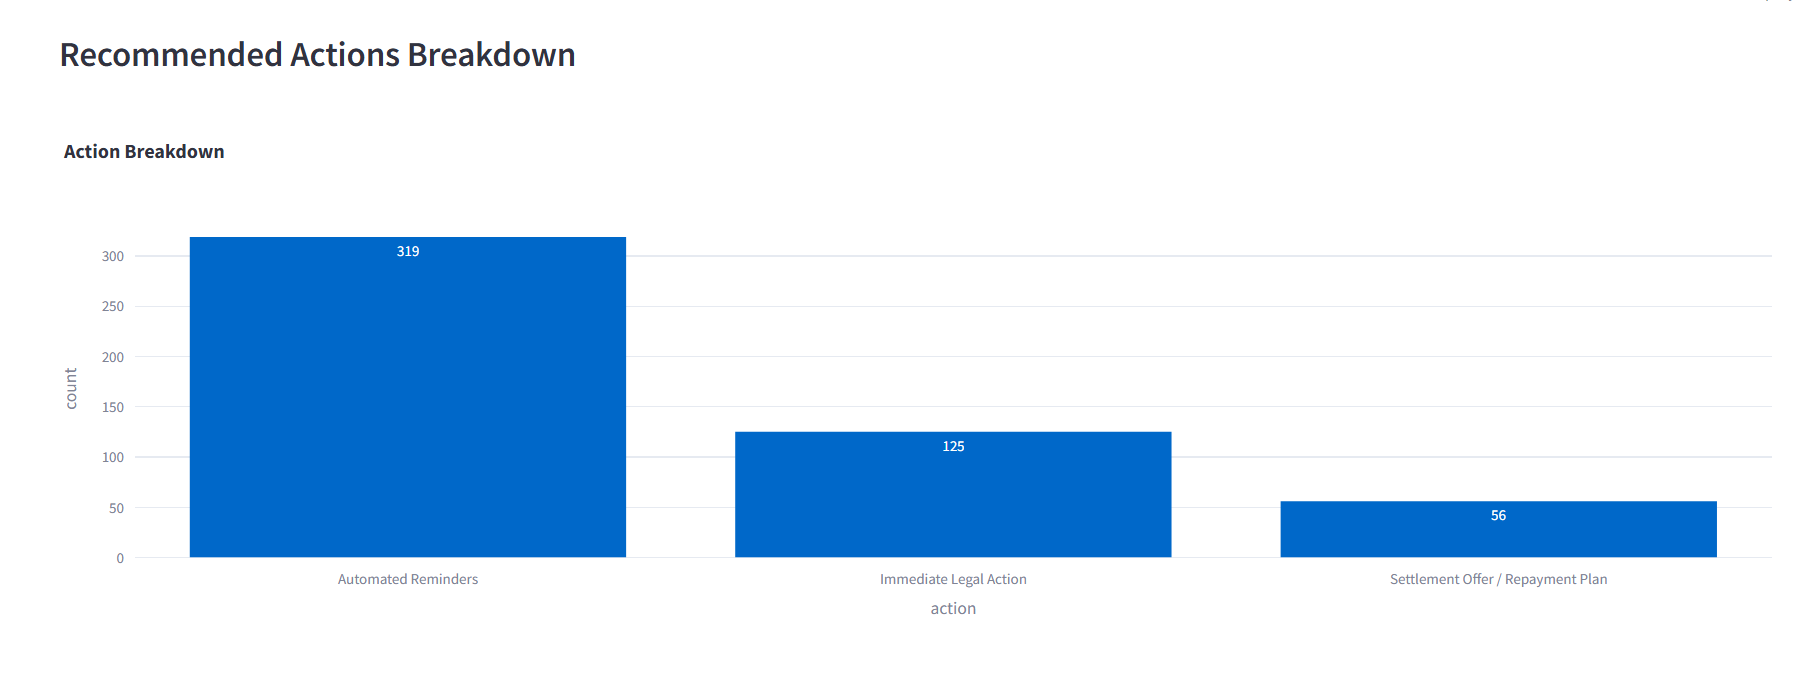 Recommended Actions Breakdown
Action Breakdown
319
300
250
200
150
125
100
56
50
0
count
Automated Reminders
Immediate Legal Action
Settlement Offer / Repayment Plan
action